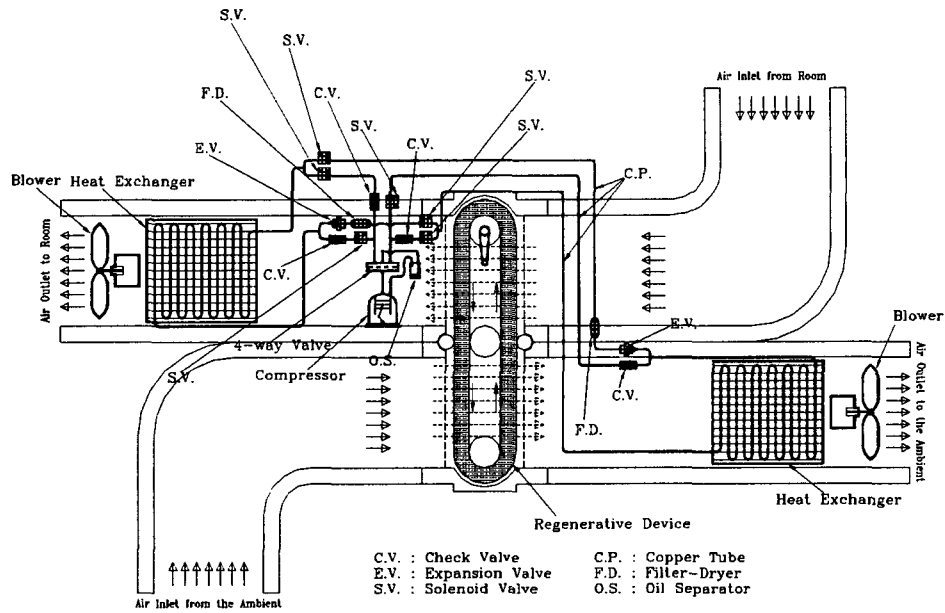 S.V.
S.V.
F.D.
C.V.
S.V.
E.V.
S.V.
S.V.
C.V.
Air Inlet from Room
C.P.
Blower
Heat Exchanger
Air Outlet to Room
C.V.
4-way Valve
S.V.
Compressor
O.S.
E.V.
Blower
C.V.
F.D.
Air Outlet to the Ambient
Heat Exchanger
Regenerative Device
Air Inlet from the Ambient
C.V. : Check Valve
E.V. : Expansion Valve
S.V. : Solenoid Valve
C.P. : Copper Tube
F.D. : Filter-Dryer
O.S. : Oil Separator